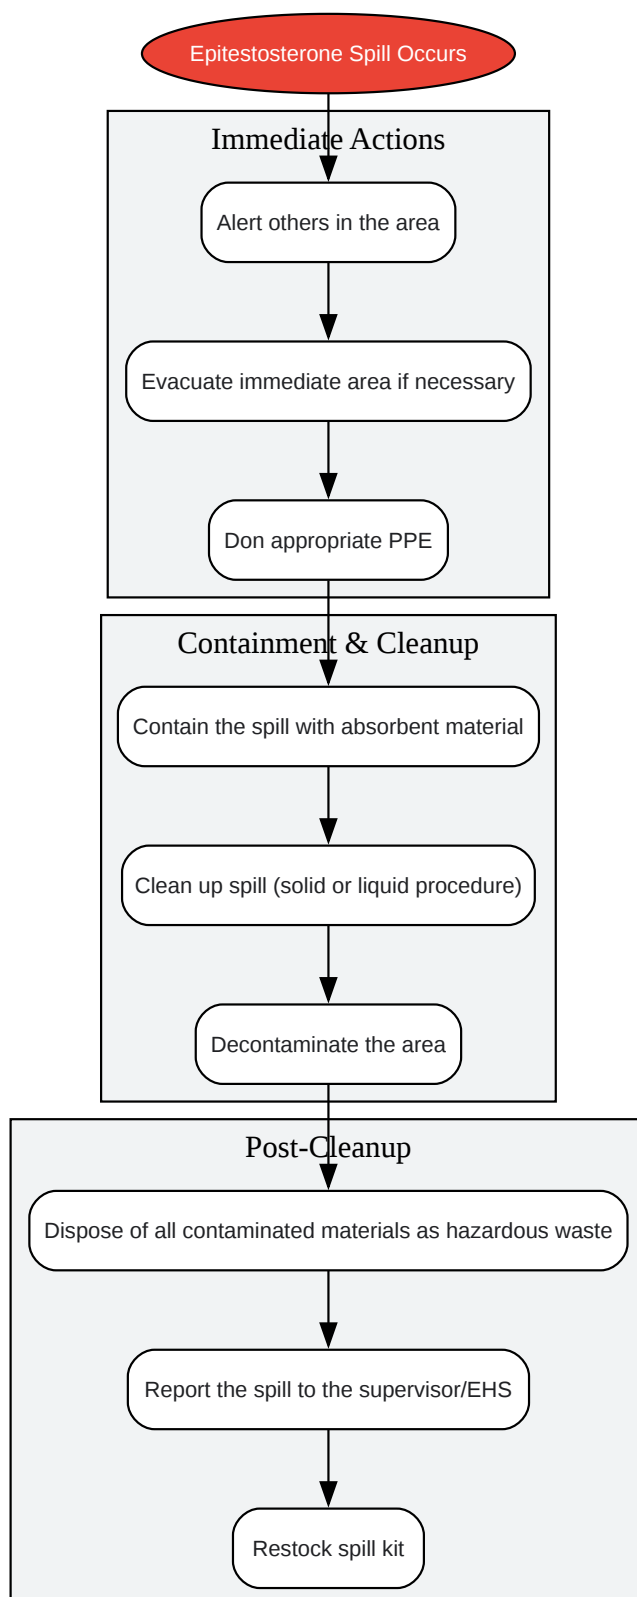 Epitestosterone Spill Occurs
Immediate Actions
Alert others in the area
Evacuate immediate area if necessary
Don appropriate PPE
Containment & Cleanup
Contain the spill with absorbent material
Clean up spill (solid or liquid procedure)
Decontaminate the area
Post-Cleanup
Dispose of all contaminated materials as hazardous waste
Report the spill to the supervisor/EHS
Restock spill kit